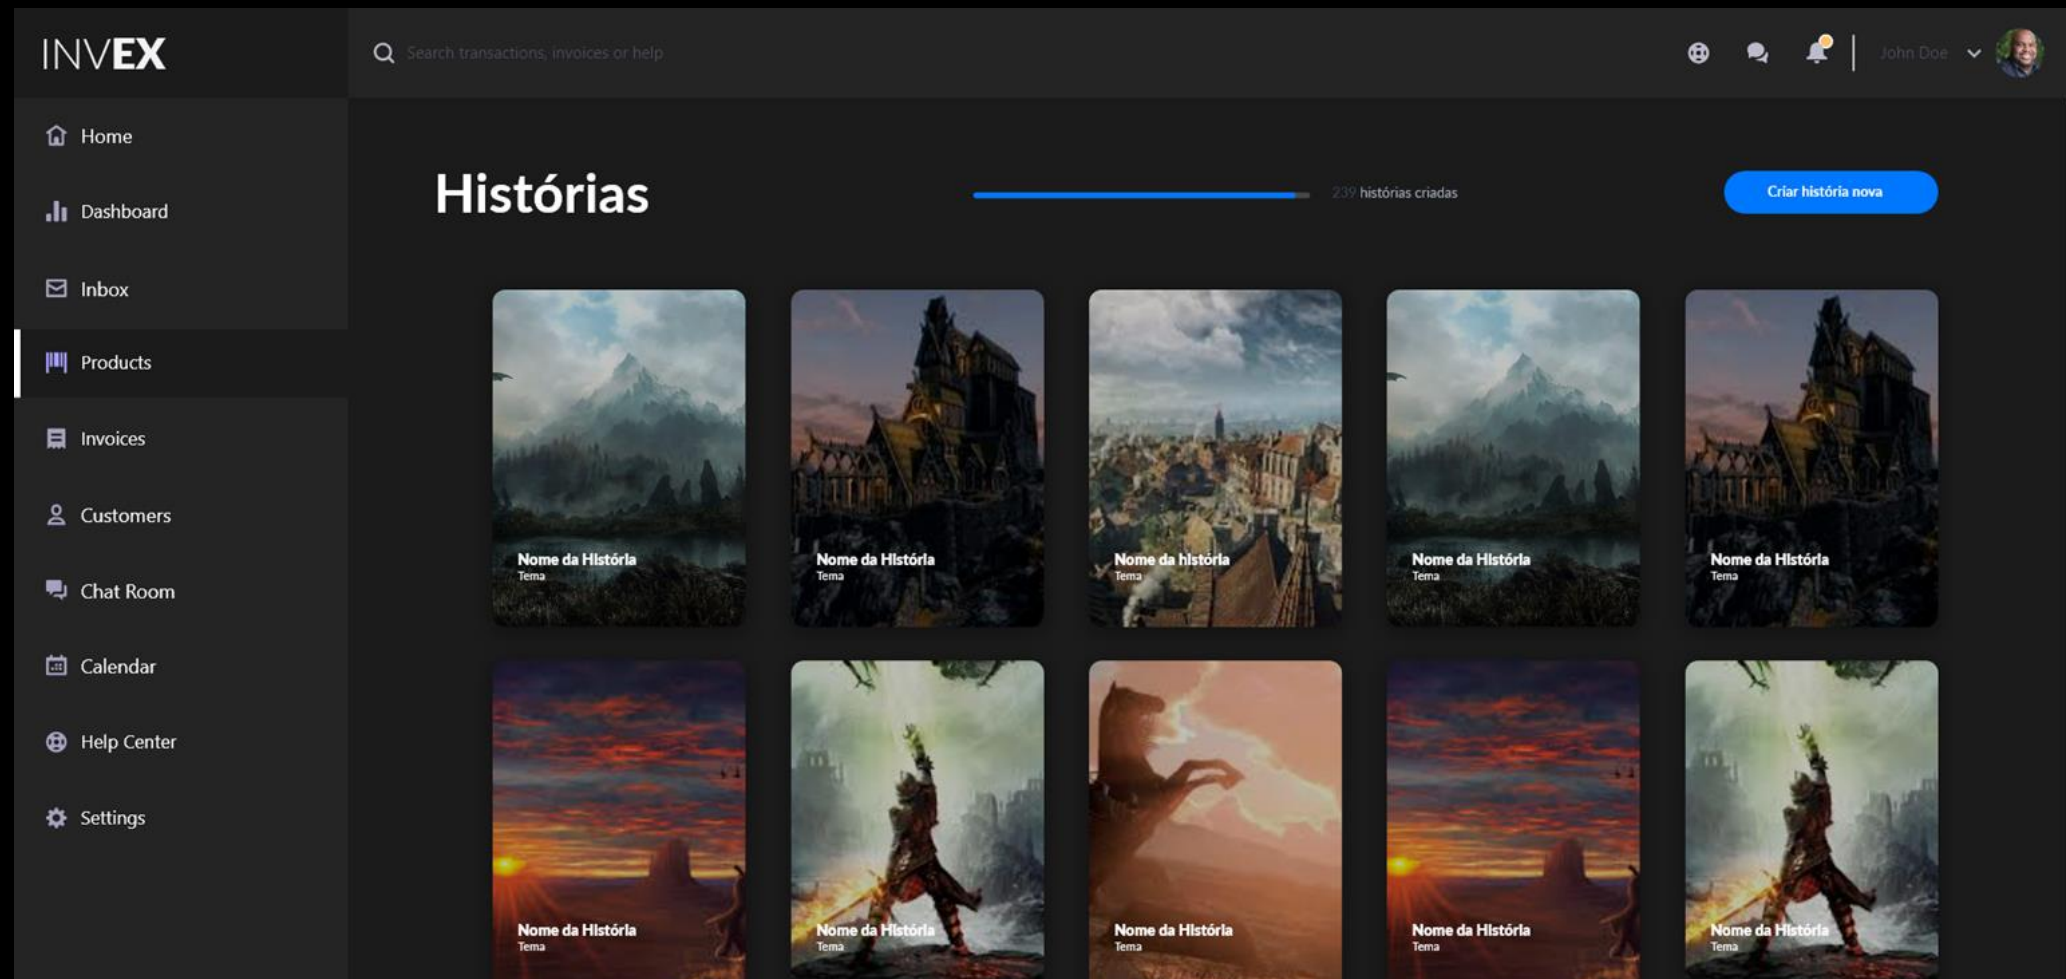 INVEX
Search transactions, invoices or help
John Doe
Home
Dashboard
Inbox
Products
Invoices
Customers
Chat Room
Calendar
Help Center
Settings
Histórias
239 histórias criadas
Criar história nova
Nome da História
Tema
Nome da História
Tema
Nome da história
Tema
Nome da História
Tema
Nome da História
Tema
Nome da História
Tema
Nome da História
Tema
Nome da História
Tema
Nome da História
Tema
Nome da História
Tema